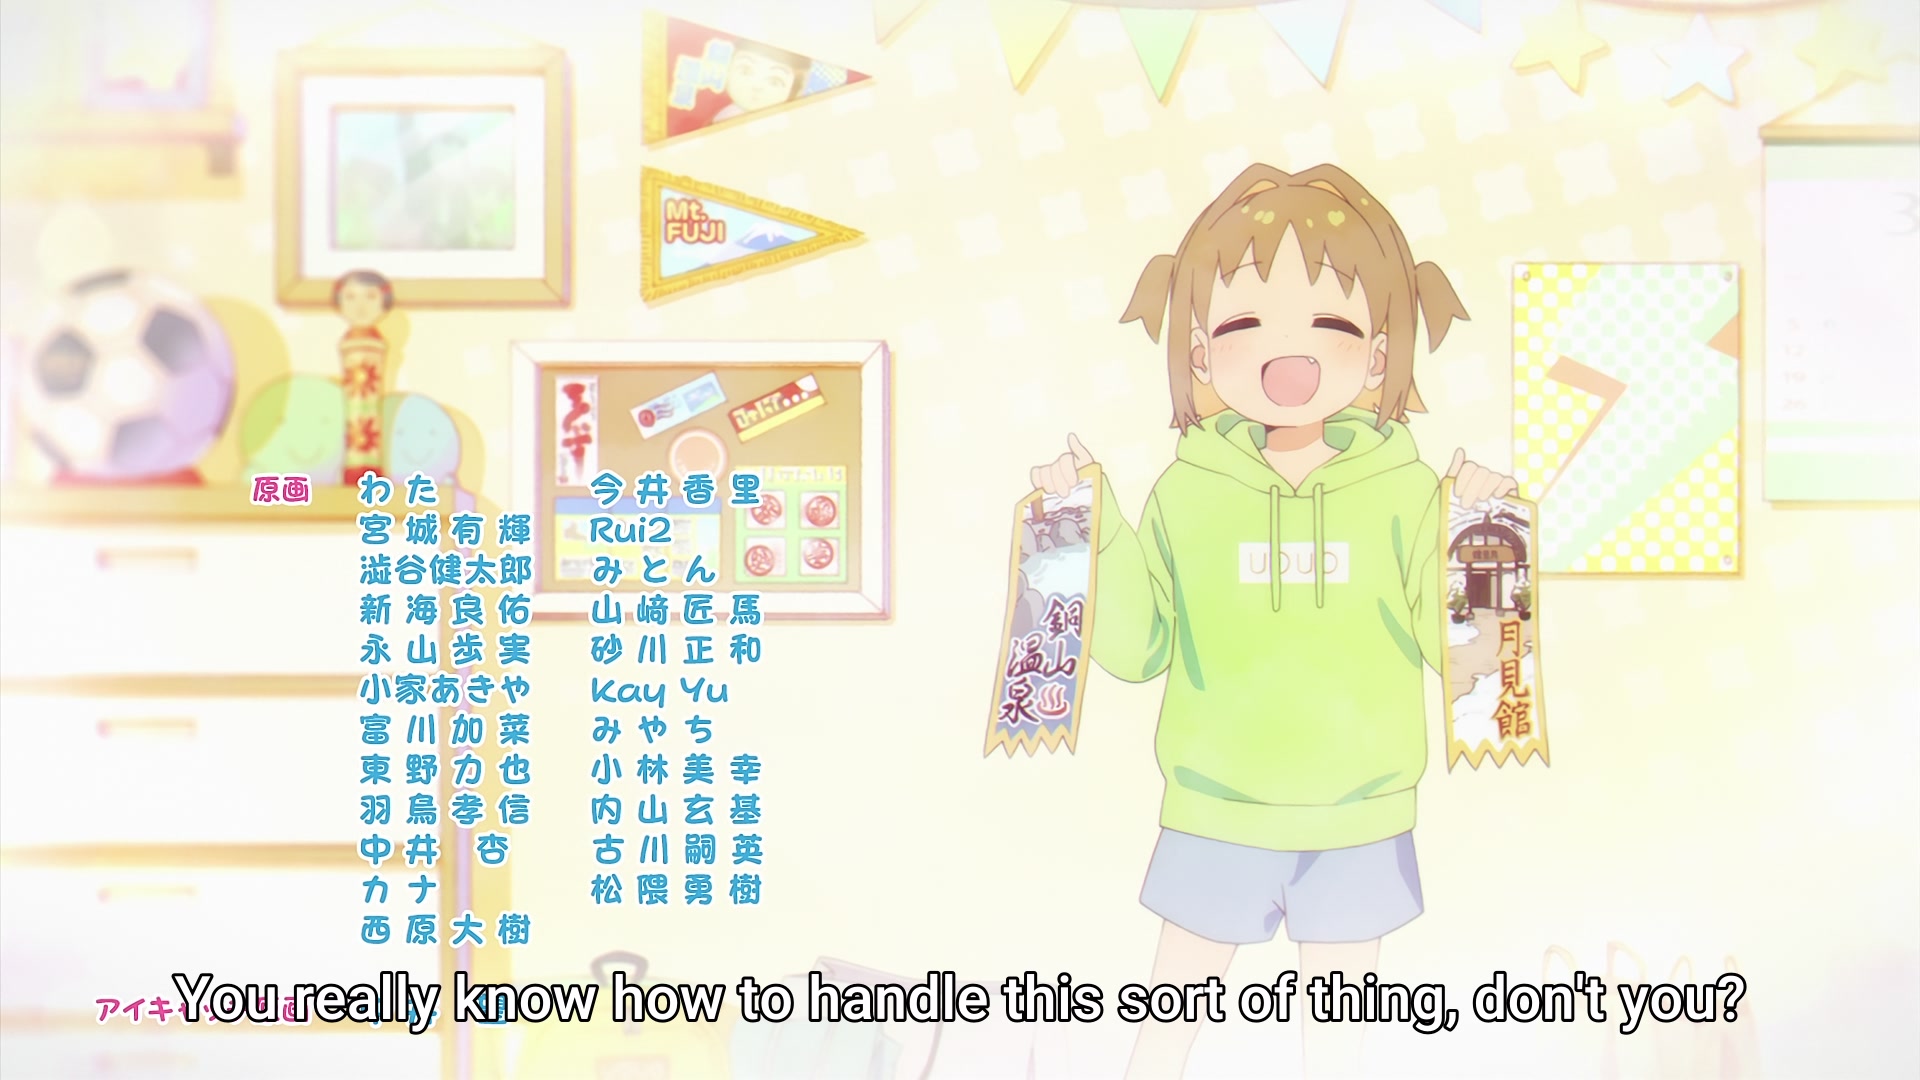 Mt.
FUJI
原画
わた
宮城有輝
澁谷健太郎
新海良佑
永山歩実
小家あきや
富川加菜
東野力也
羽鳥孝信
中井 杏
カナ
西原大樹
今井香里
Rui2
みとん
山﨑匠馬
砂川正和
Kay Yu
みやち
小林美幸
内山玄基
古川嗣英
松隈勇樹
UOUO
銅山
温泉
月見館
You really know how to handle this sort of thing, don't you?